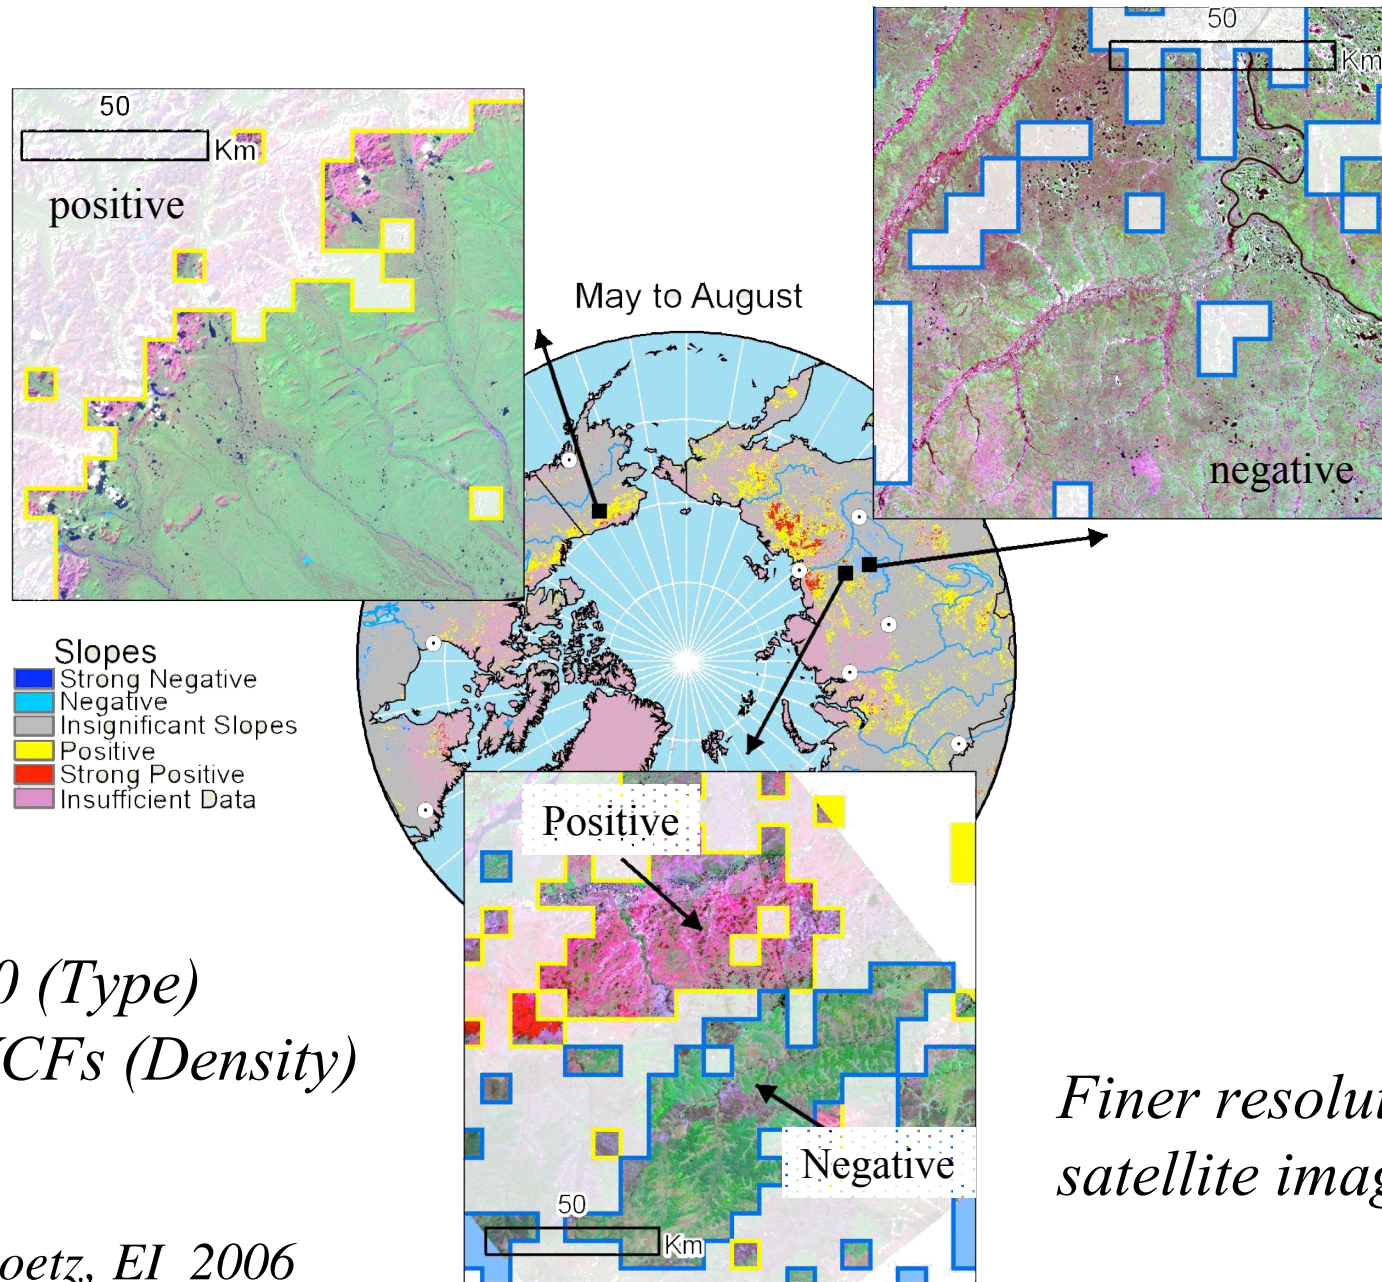 50
Km
positive
50
Km
negative
May to August
Slopes
Strong Negative
Negative
Insignificant Slopes
Positive
Strong Positive
Insufficient Data
Positive
Negative
50
Km
0 (Type)
CFs (Density)
Finer resolut
satellite imag
oetz, EI 2006